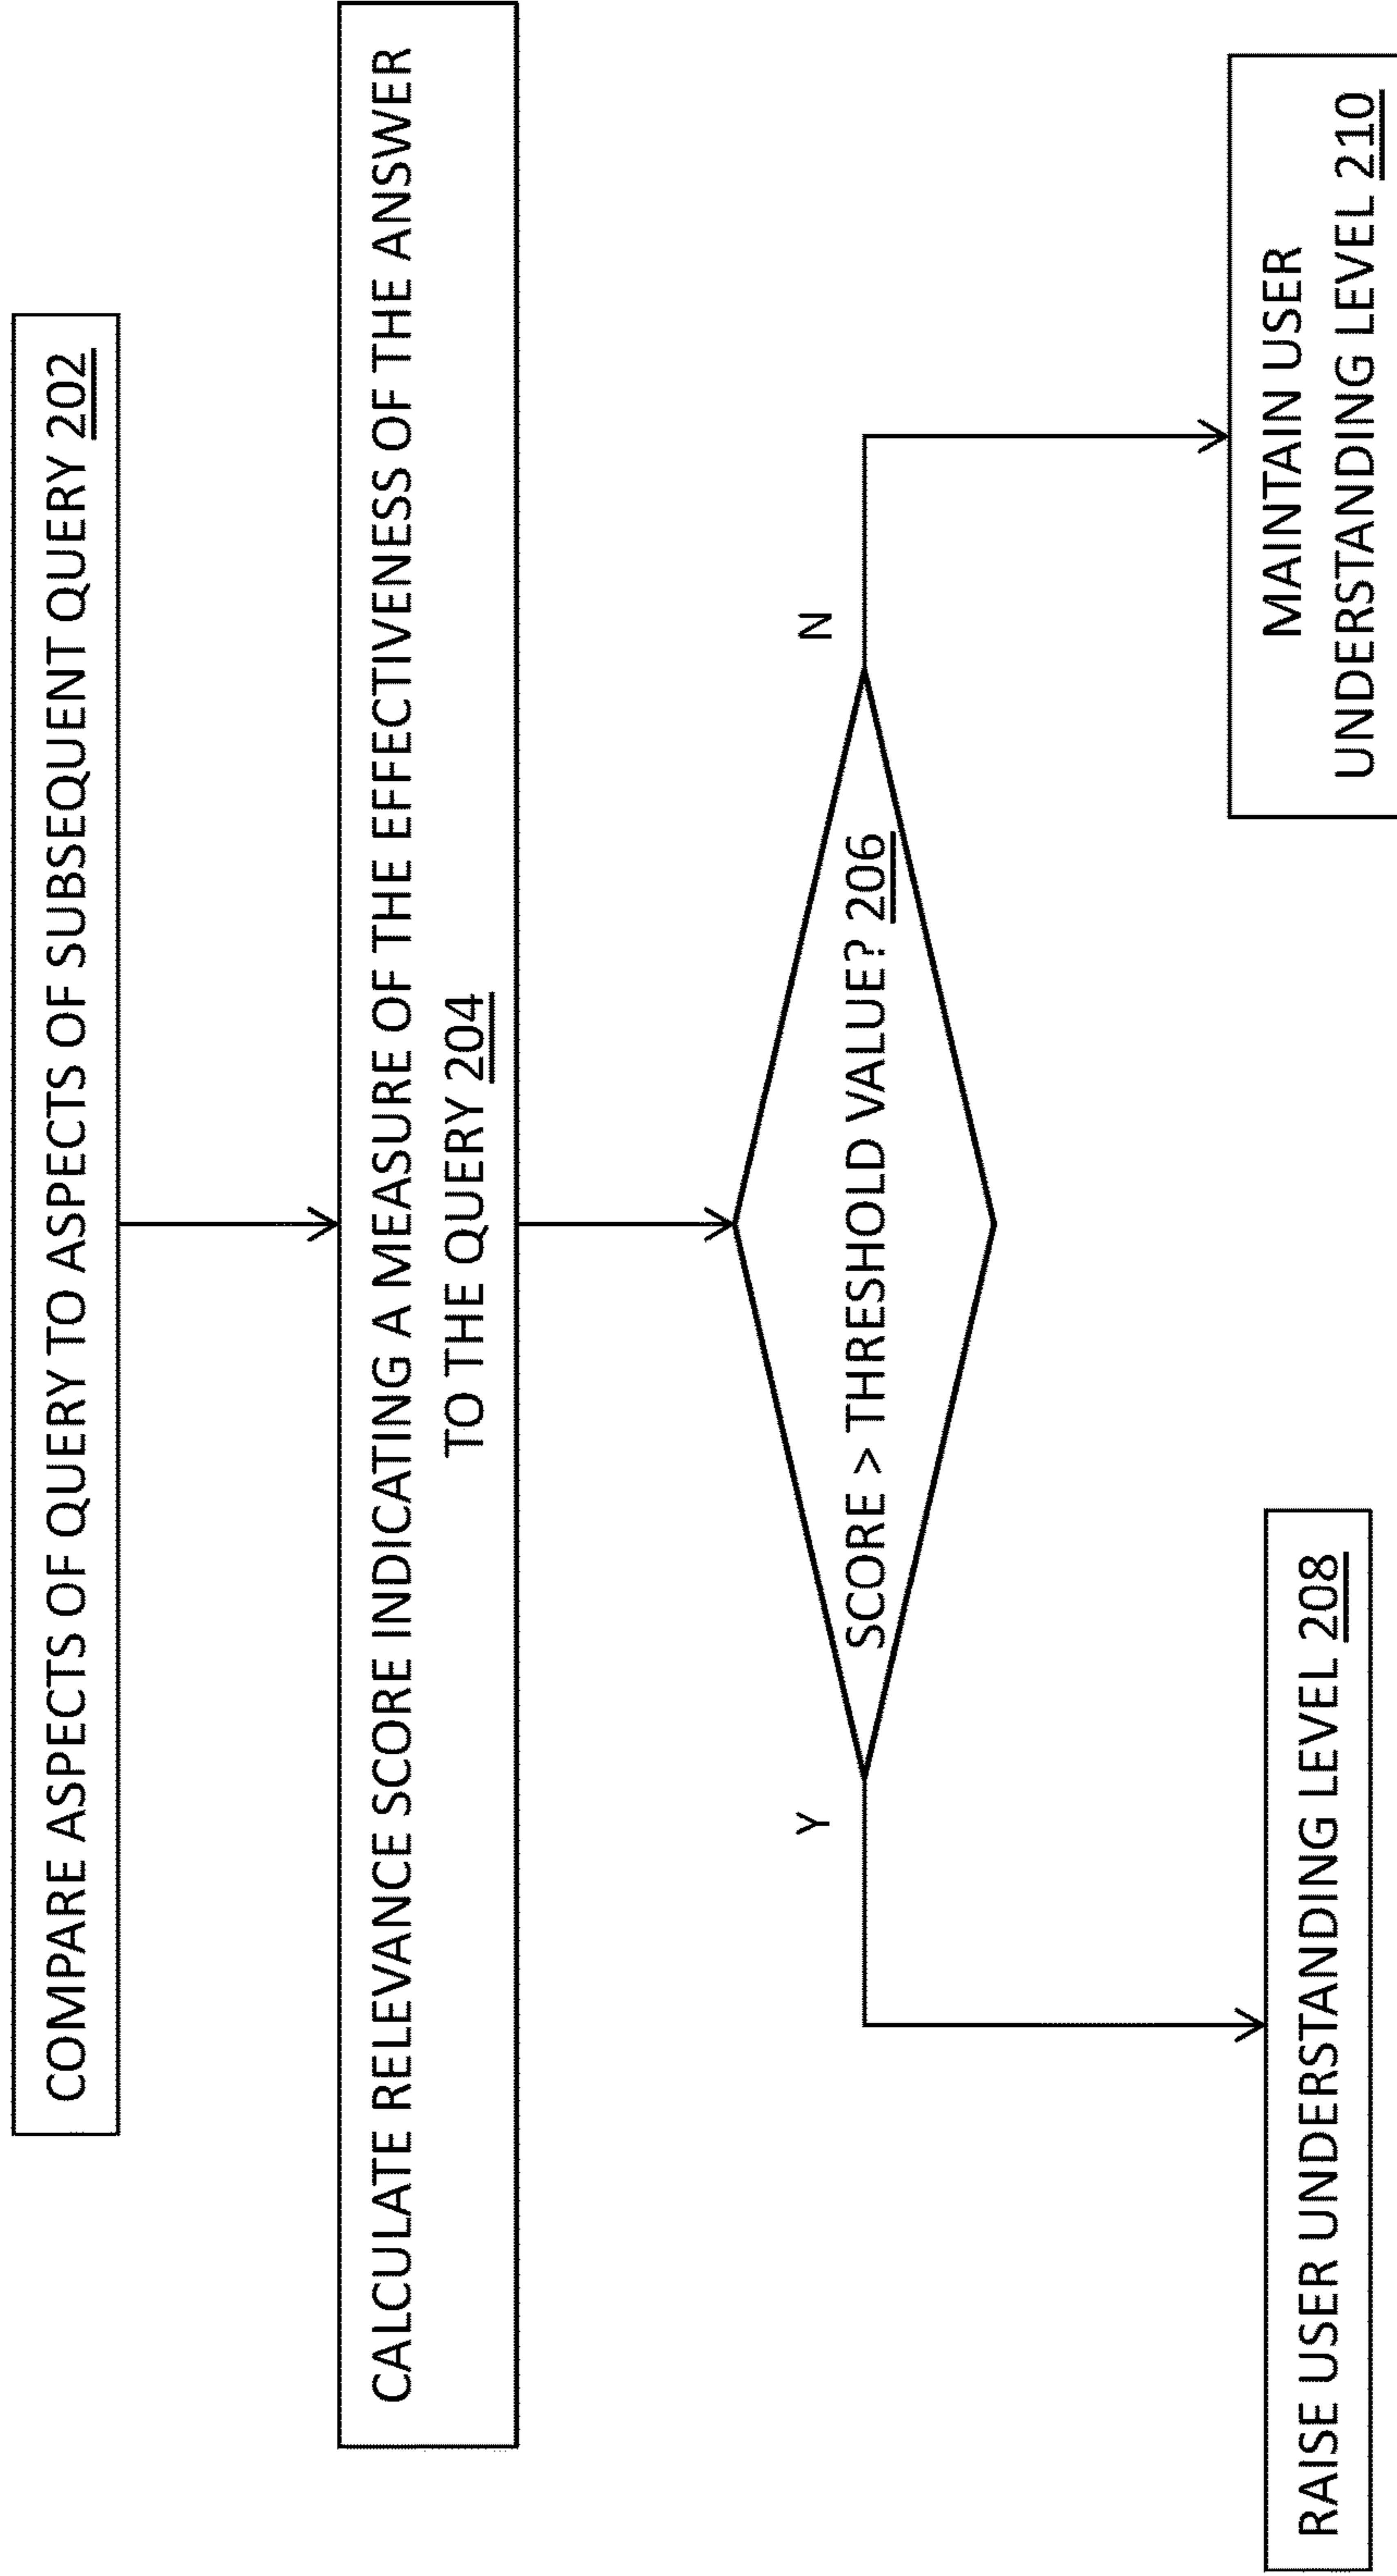 COMPARE ASPECTS OF QUERY TO ASPECTS OF SUBSEQUENT QUERY 202
CALCULATE RELEVANCE SCORE INDICATING A MEASURE OF THE EFFECTIVENESS OF THE ANSWER
TO THE QUERY 204
SCORE > THRESHOLD VALUE? 206
Y
N
RAISE USER UNDERSTANDING LEVEL 208
MAINTAIN USER
UNDERSTANDING LEVEL 210